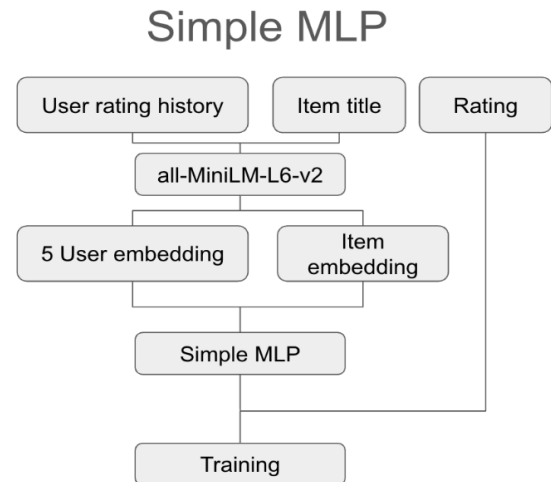 Simple MLP
User rating history
Item title
Rating
all-MiniLM-L6-v2
5 User embedding
Item
embedding
Simple MLP
Training